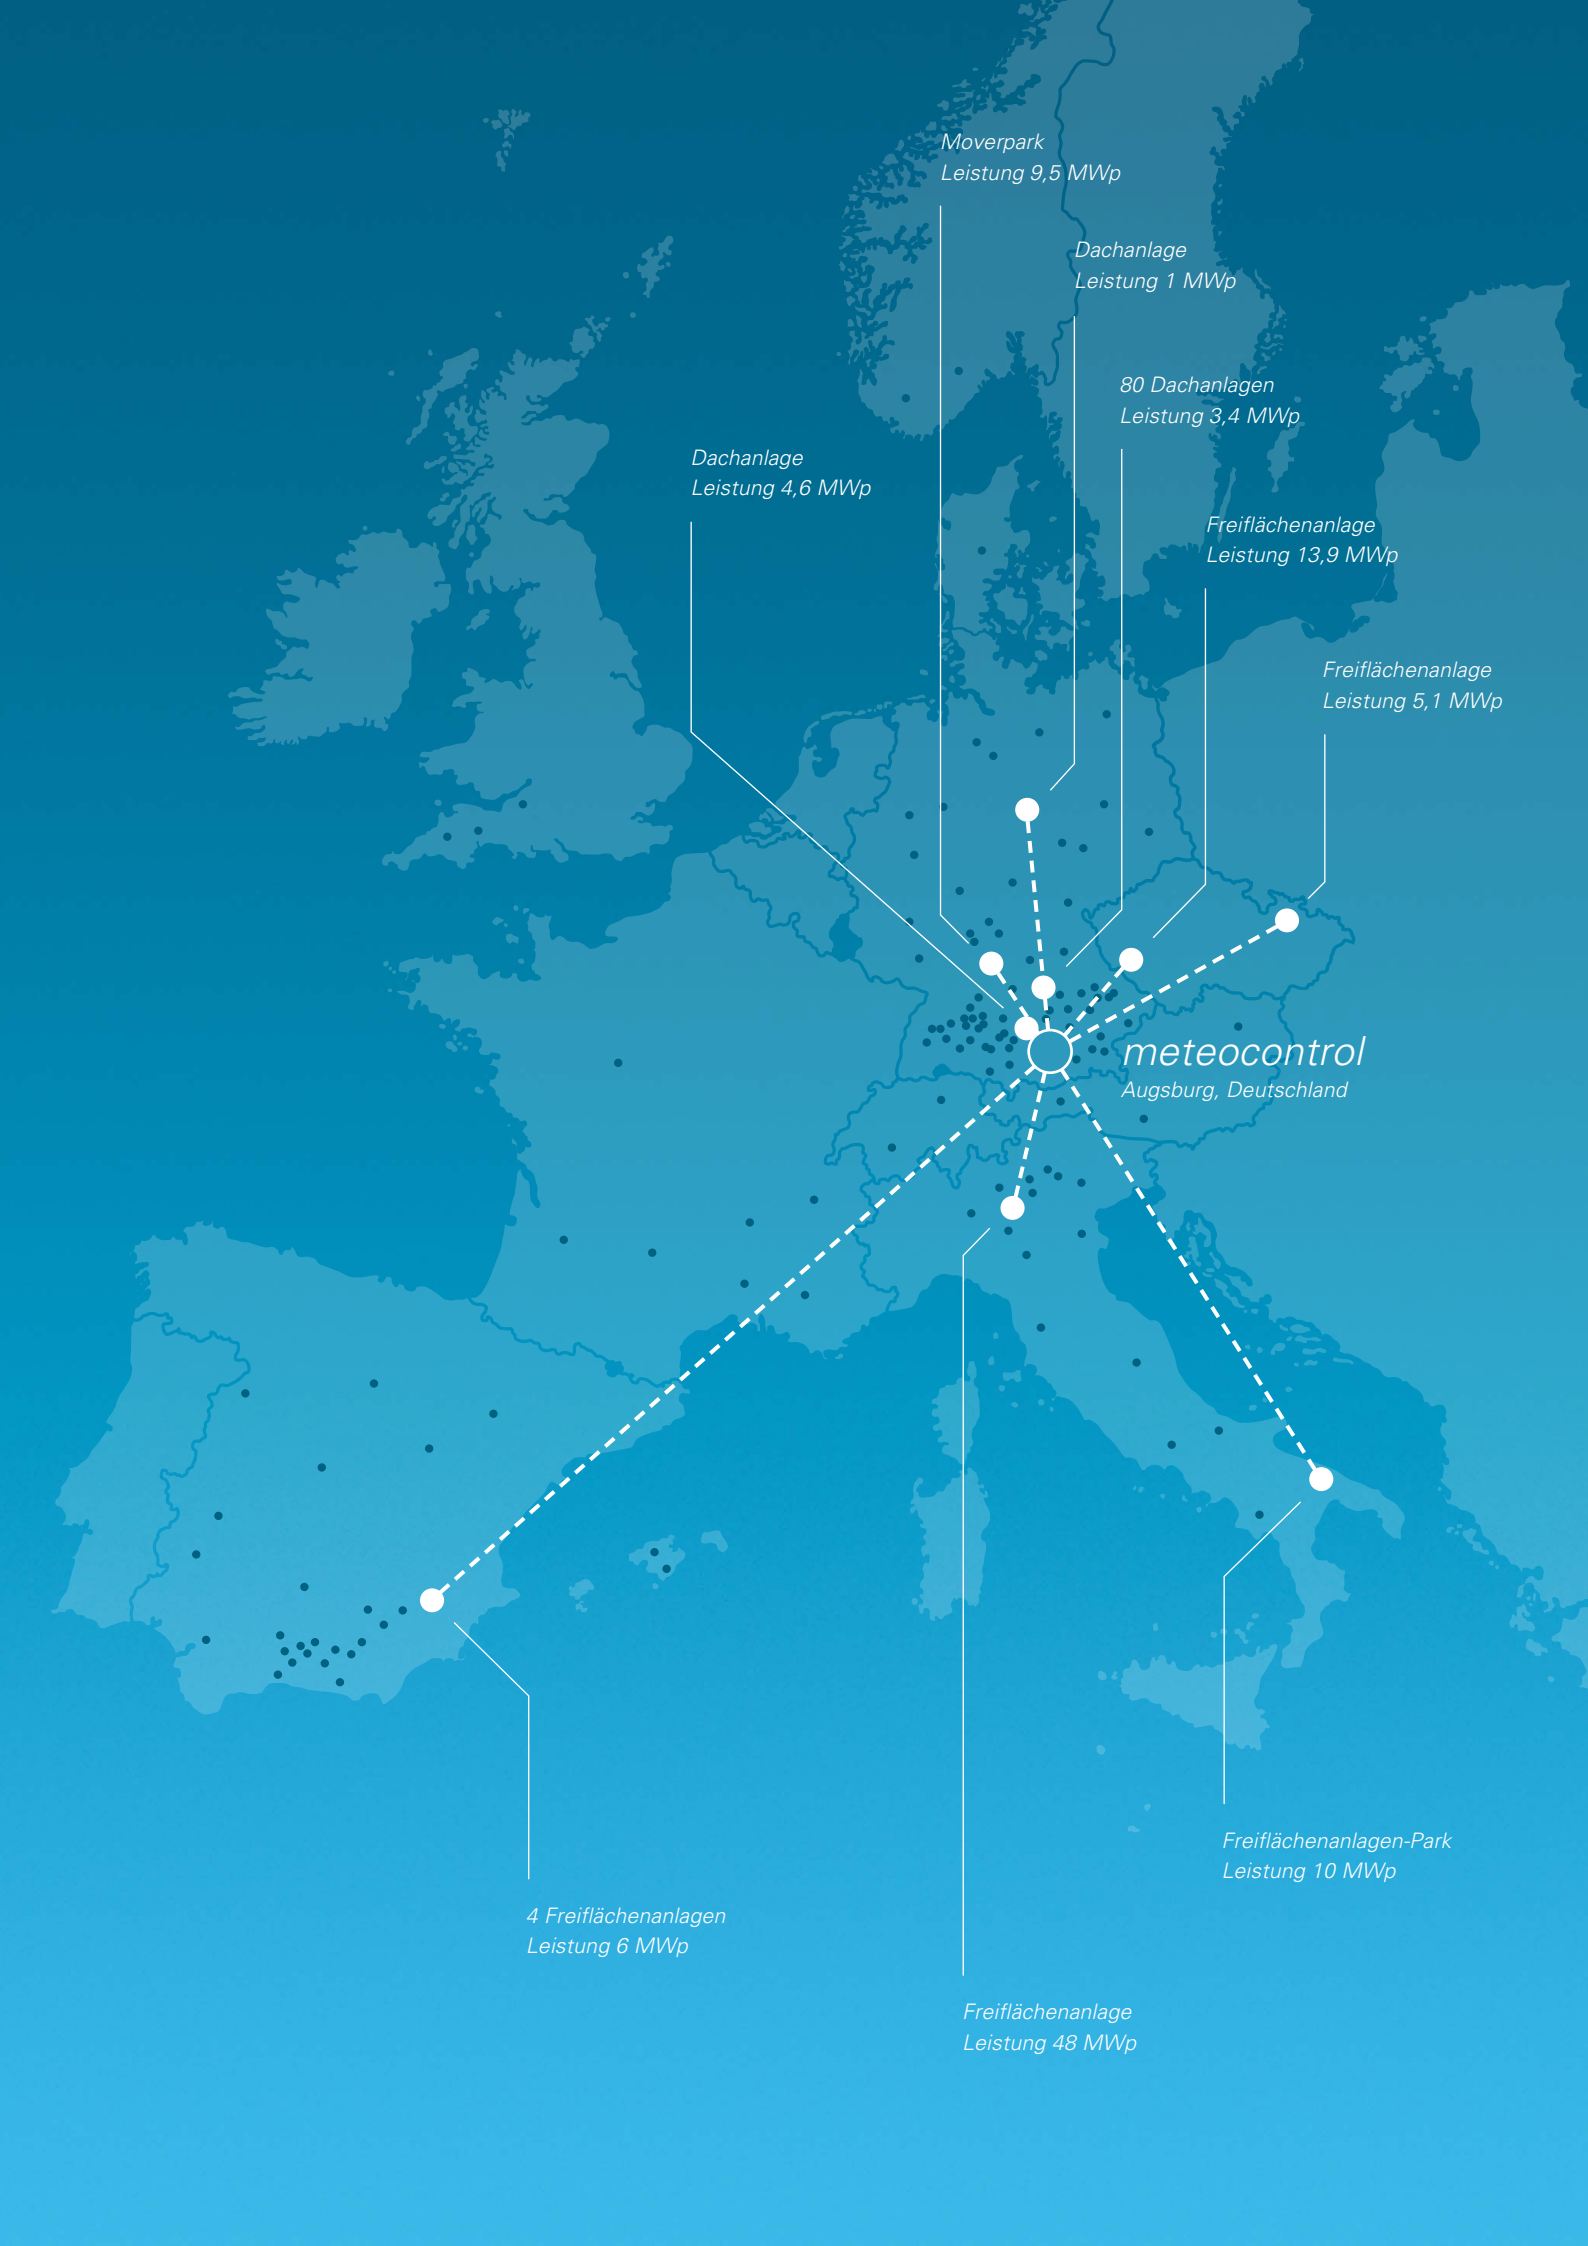 Moverpark
Leistung 9,5 MWp
Dachanlage
Leistung 1 MWp
80 Dachanlagen
Leistung 3,4 MWp
Dachanlage
Leistung 4,6 MWp
Freiflächenanlage
Leistung 13,9 MWp
Freiflächenanlage
Leistung 5,1 MWp
meteocontrol
Augsburg, Deutschland
Freiflächenanlagen-Park
Leistung 10 MWp
4 Freiflächenanlagen
Leistung 6 MWp
Freiflächenanlage
Leistung 48 MWp